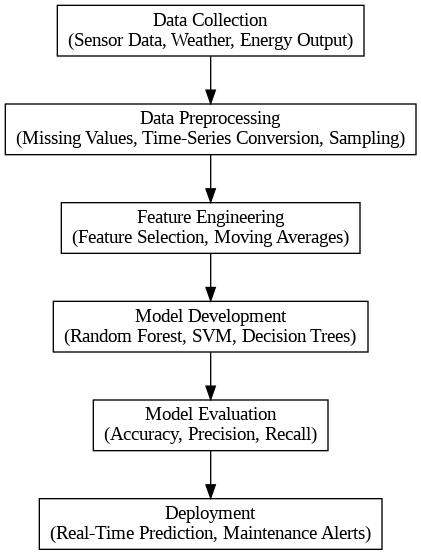 Data Collection
(Sensor Data, Weather, Energy Output)
Data Preprocessing
(Missing Values, Time-Series Conversion, Sampling)
Feature Engineering
(Feature Selection, Moving Averages)
Model Development
(Random Forest, SVM, Decision Trees)
Model Evaluation
(Accuracy, Precision, Recall)
Deployment
(Real-Time Prediction, Maintenance Alerts)